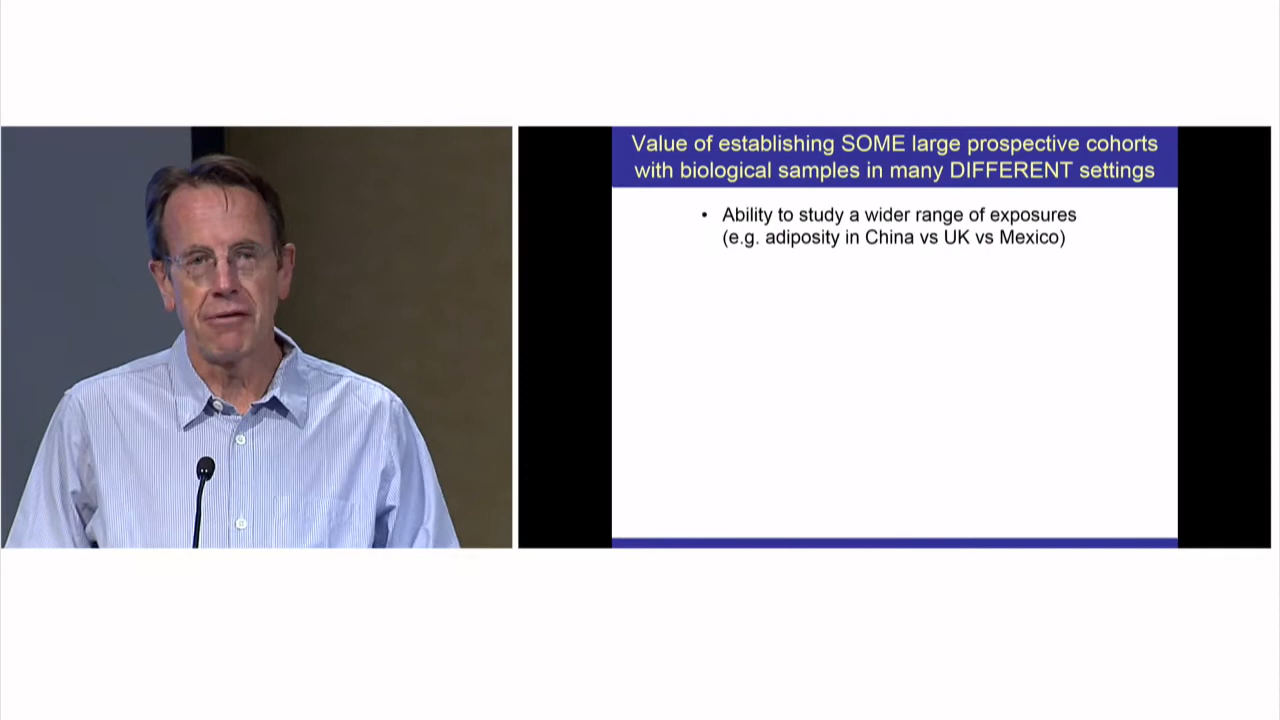 Value of establishing SOME large prospective cohorts
with biological samples in many DIFFERENT settings
• Ability to study a wider range of exposures
(e.g. adiposity in China vs UK vs Mexico)